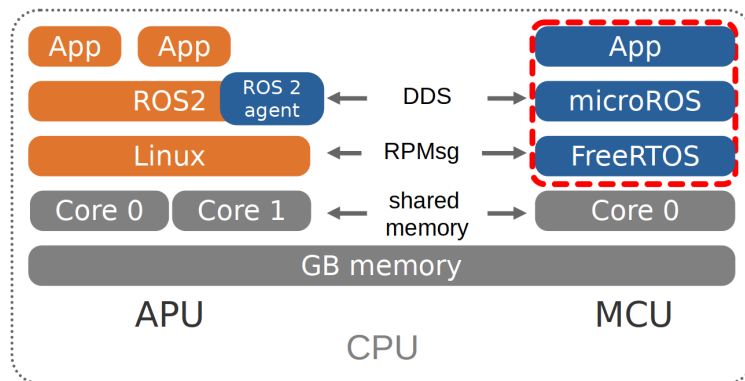 App
App
App
ROS2
ROS 2
agent
DDS
microROS
Linux
RPMsg
FreeRTOS
Core 0
Core 1
shared
memory
Core 0
GB memory
APU
MCU
CPU